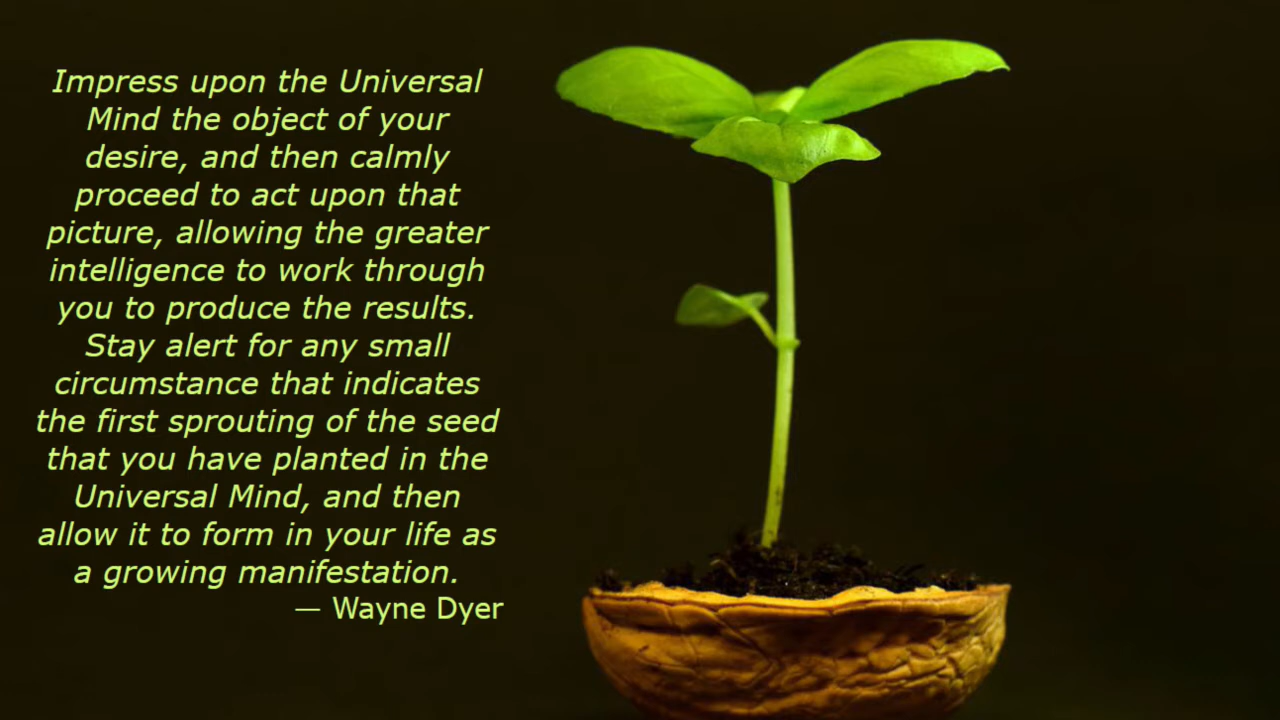 Impress upon the Universal
Mind the object of your
desire, and then calmly
proceed to act upon that
picture, allowing the greater
intelligence to work through
you to produce the results.
Stay alert for any small
circumstance that indicates
the first sprouting of the seed
that you have planted in the
Universal Mind, and then
allow it to form in your life as
a growing manifestation.
— Wayne Dyer